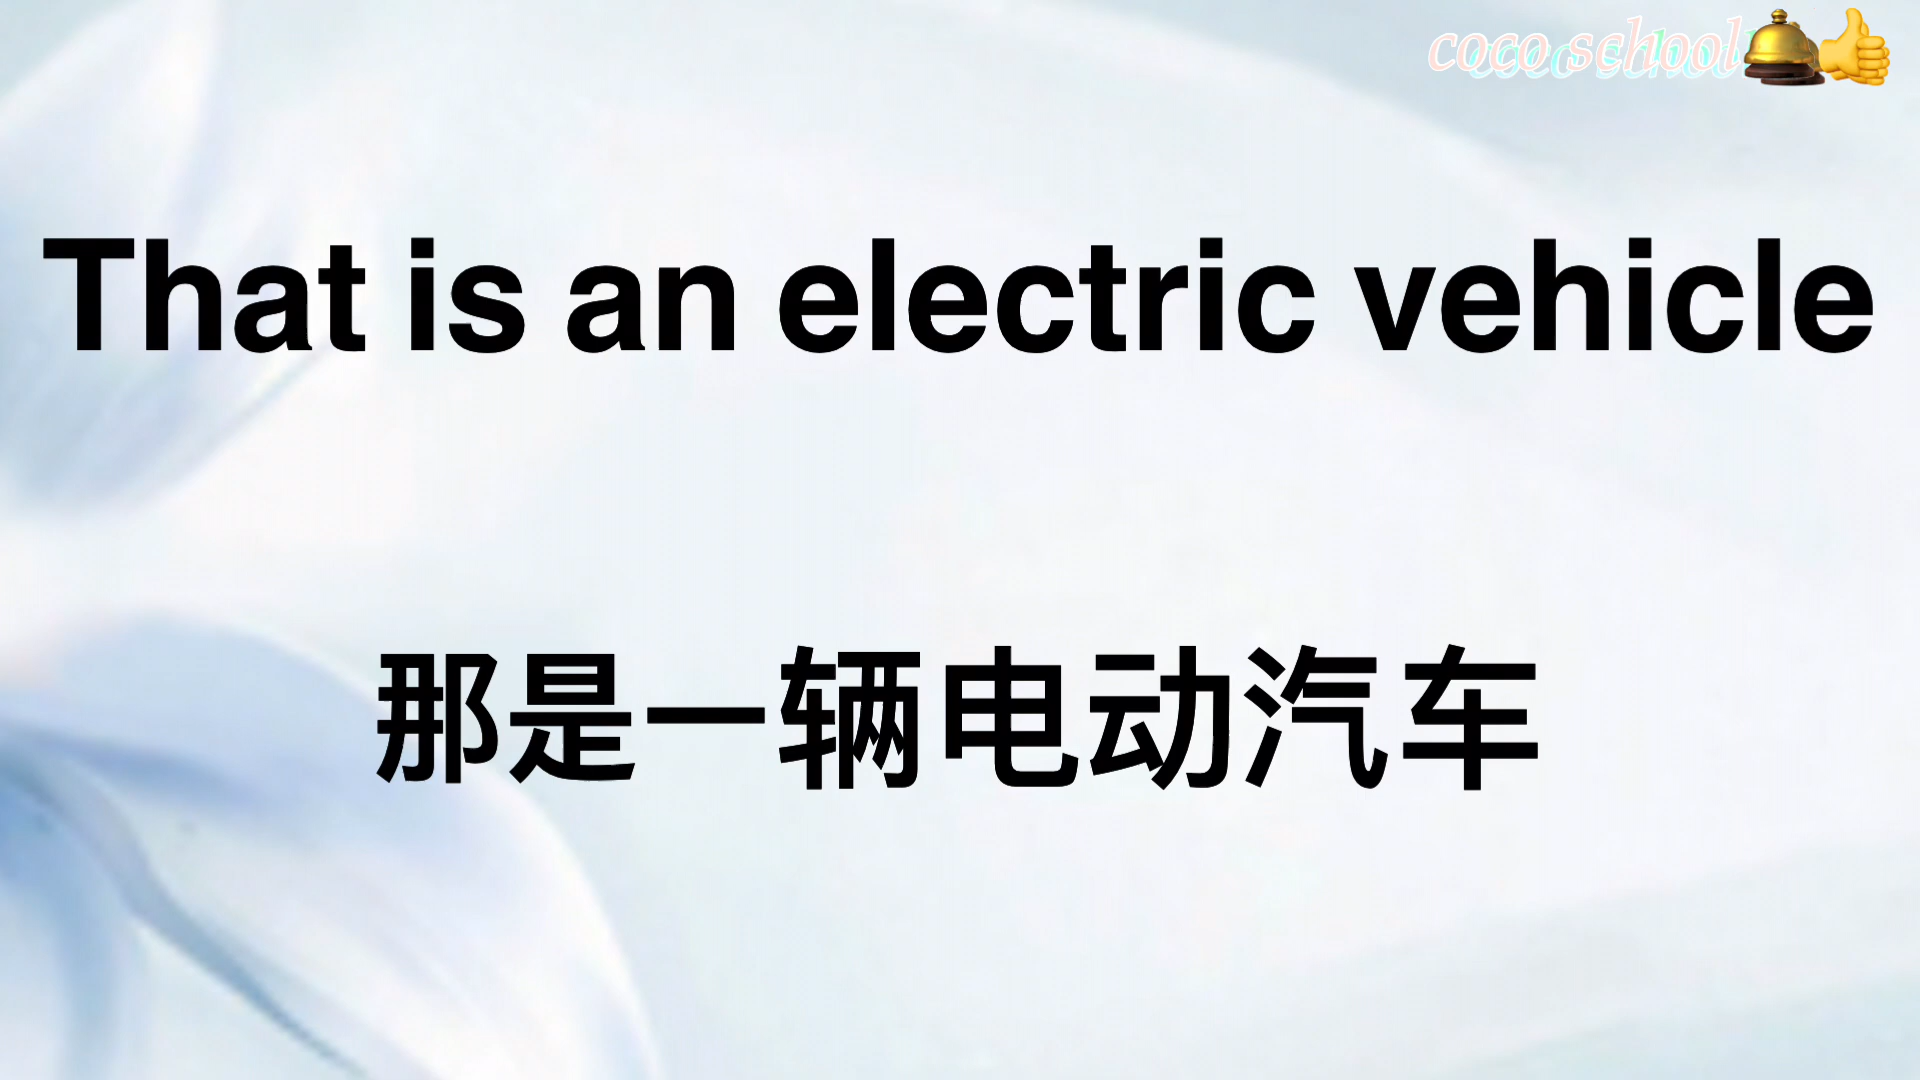 coco school
That is an electric vehicle
那是一辆电动汽车